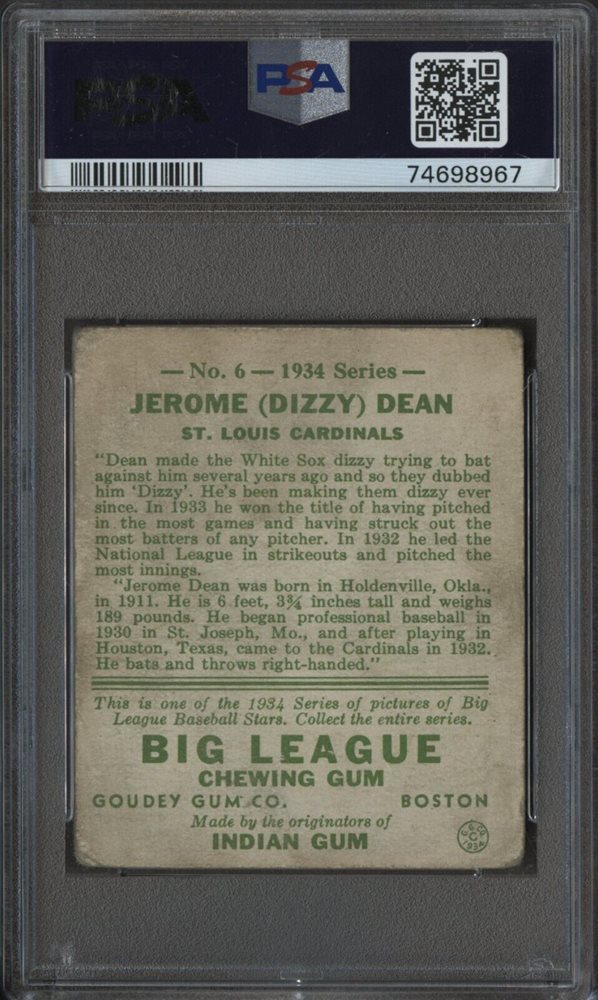 PSA
PSA
74698967
— No. 6 — 1934 Series —
JEROME (DIZZY) DEAN
ST. LOUIS CARDINALS
"Dean made the White Sox dizzy trying to bat
against him several years ago and so they dubbed
him 'Dizzy'. He's been making them dizzy ever
since. In 1933 he won the title of having pitched
in the most games and having struck out the
most batters of any pitcher. In 1932 he led the
National League in strikeouts and pitched the
most innings.
"Jerome Dean was born in Holdenville, Okla.,
in 1911. He is 6 feet, 3¾ inches tall and weighs
189 pounds. He began professional baseball in
1930 in St. Joseph, Mo., and after playing in
Houston, Texas, came to the Cardinals in 1932.
He bats and throws right-handed."
This is one of the 1934 Series of pictures of Big
League Baseball Stars. Collect the entire series.
BIG LEAGUE
CHEWING GUM
GOUDEY GUM CO. BOSTON
Made by the originators of
INDIAN GUM
G.G.Co.
C
1934